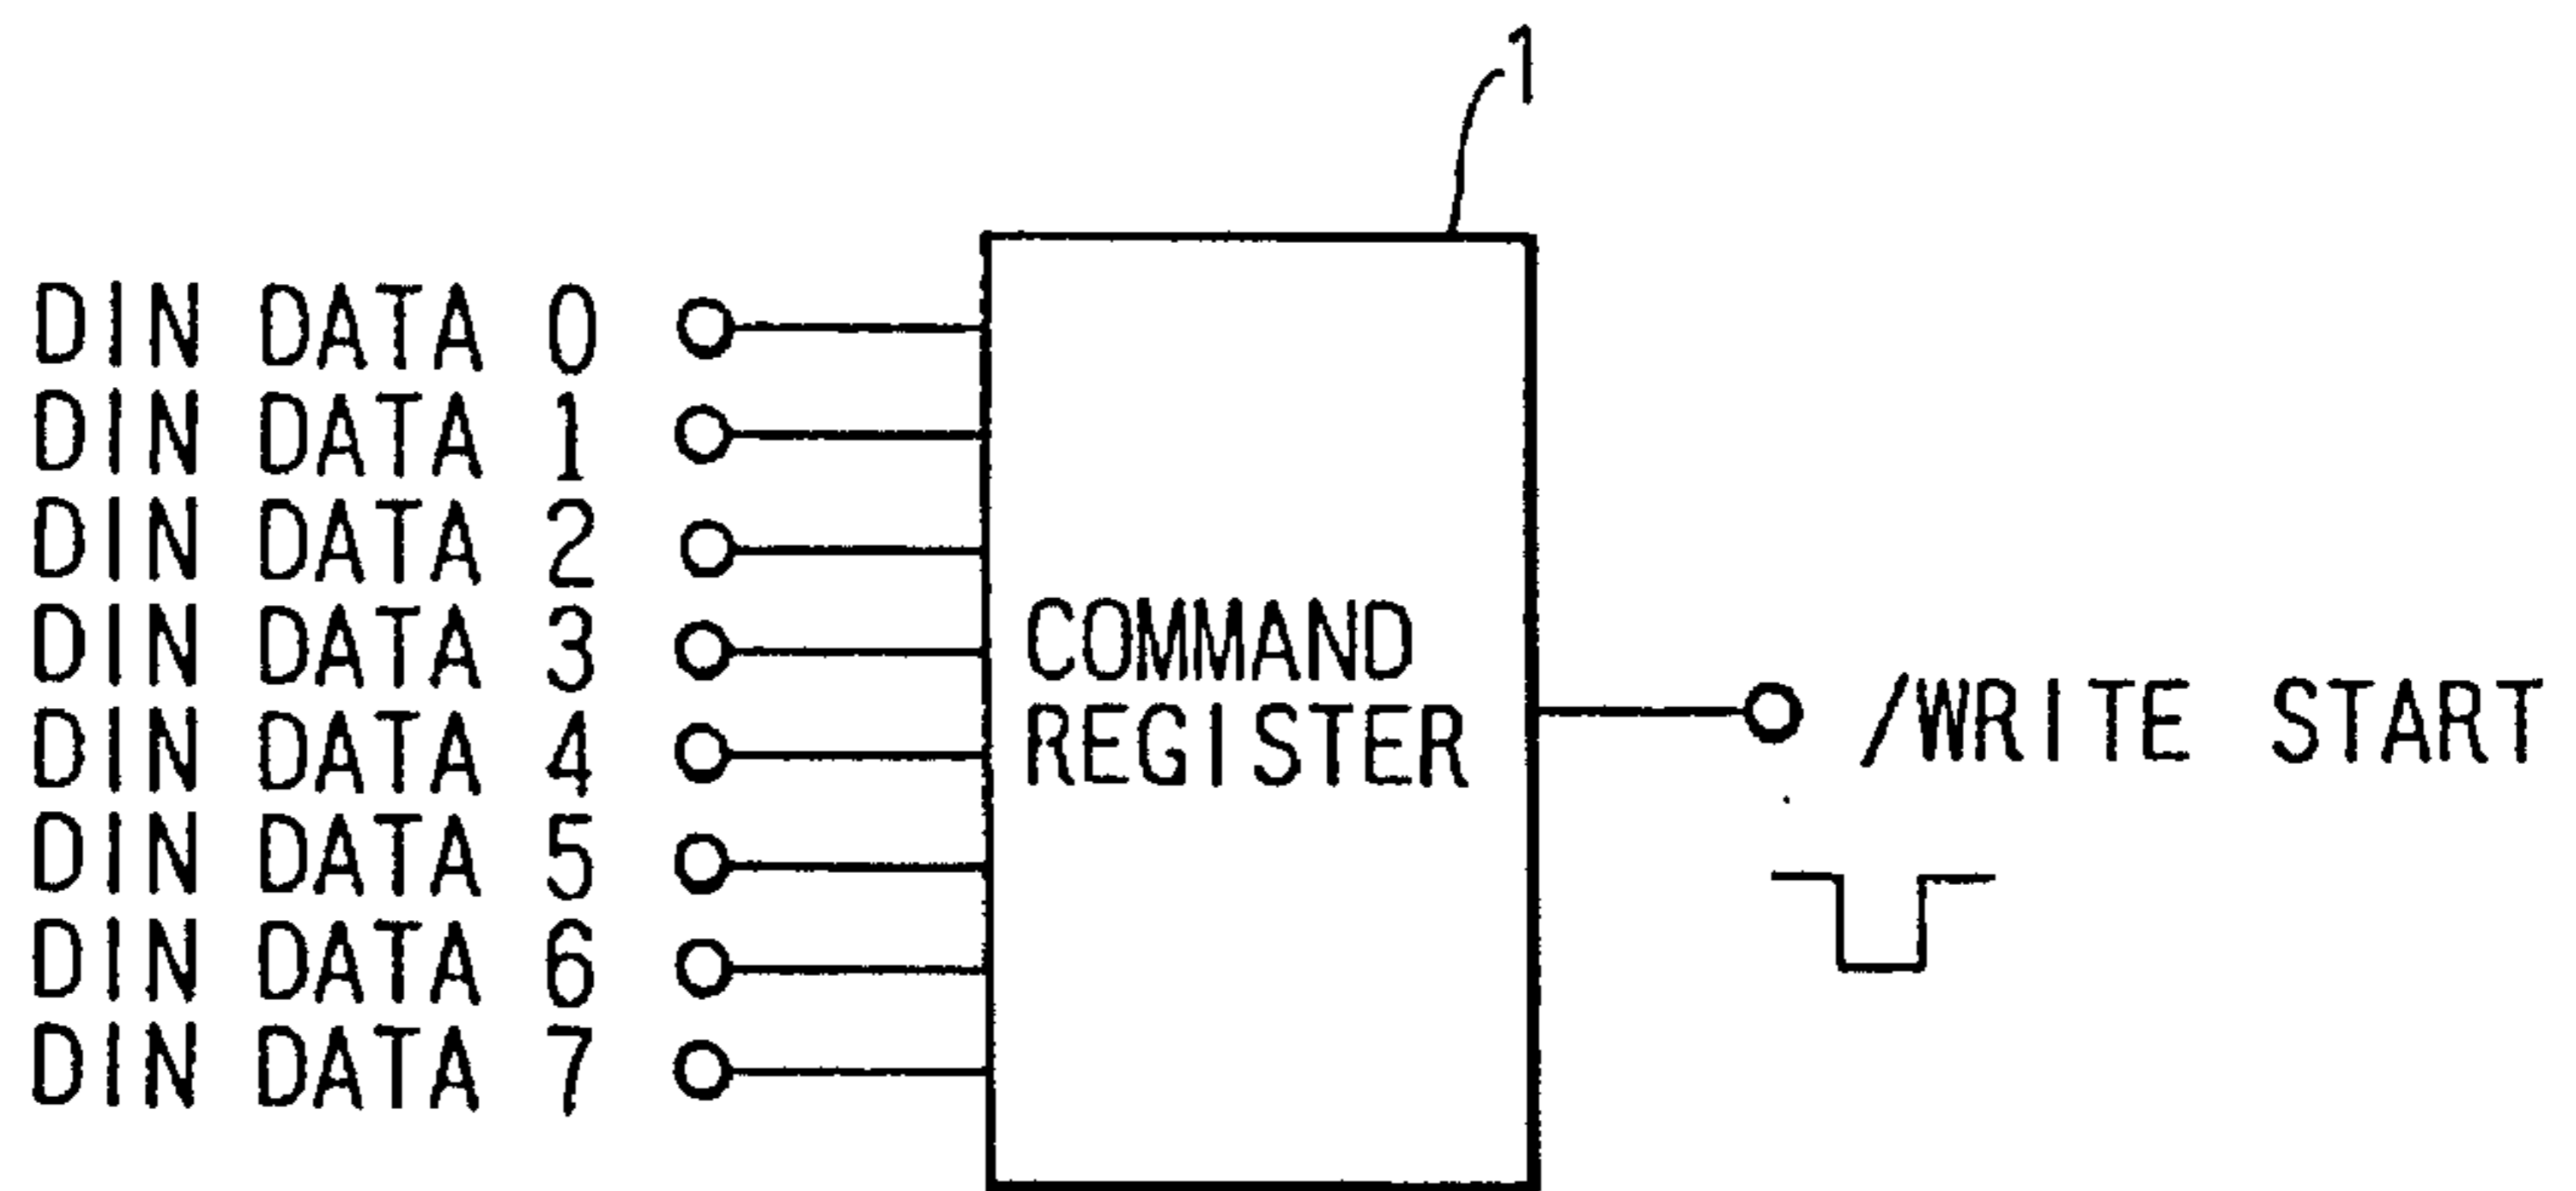 1
DIN DATA 0
DIN DATA 1
DIN DATA 2
DIN DATA 3
DIN DATA 4
DIN DATA 5
DIN DATA 6
DIN DATA 7
COMMAND
REGISTER
/WRITE START